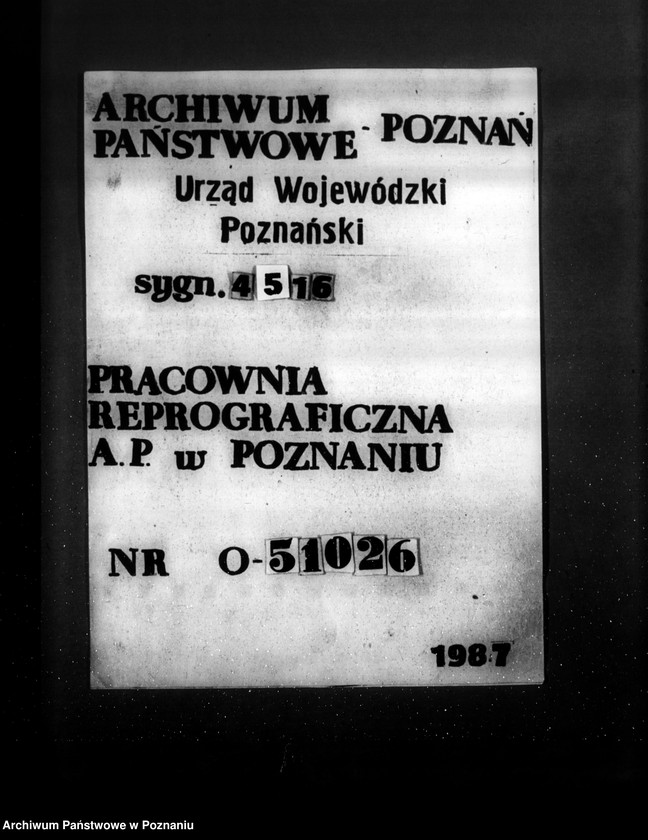 ARCHIWUM
PAŃSTWOWE - POZNAŃ
Urząd Wojewódzki
Poznański
sygn. 4516
PRACOWNIA
REPROGRAFICZNA
A.P. w POZNANIU
NR O-51026
1987
Archiwum Państwowe w Poznaniu